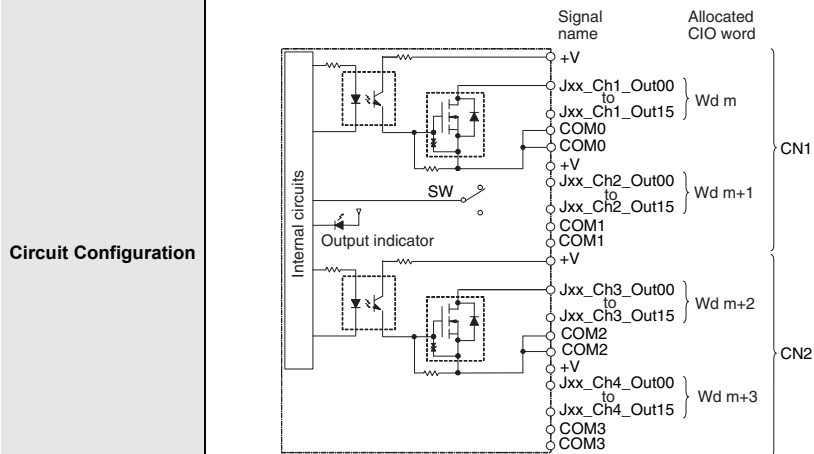 Circuit Configuration
Signal name
Allocated CIO word
Internal circuits
SW
Output indicator
+V
Jxx_Ch1_Out00
to
Jxx_Ch1_Out15
Wd m
COM0
COM0
+V
Jxx_Ch2_Out00
to
Jxx_Ch2_Out15
Wd m+1
COM1
COM1
CN1
+V
Jxx_Ch3_Out00
to
Jxx_Ch3_Out15
Wd m+2
COM2
COM2
+V
Jxx_Ch4_Out00
to
Jxx_Ch4_Out15
Wd m+3
COM3
COM3
CN2